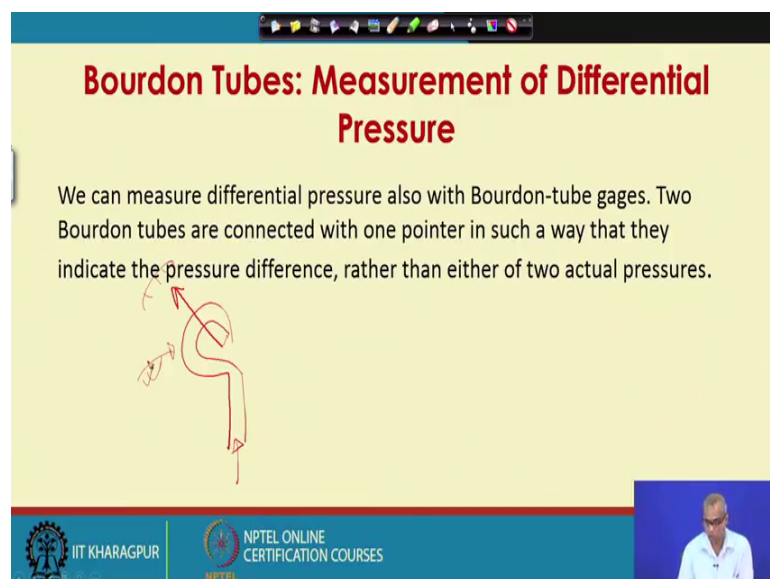 Bourdon Tubes: Measurement of Differential
Pressure
We can measure differential pressure also with Bourdon-tube gages. Two
Bourdon tubes are connected with one pointer in such a way that they
indicate the pressure difference, rather than either of two actual pressures.
IIT KHARAGPUR
NPTEL ONLINE
CERTIFICATION COURSES
NPTEL